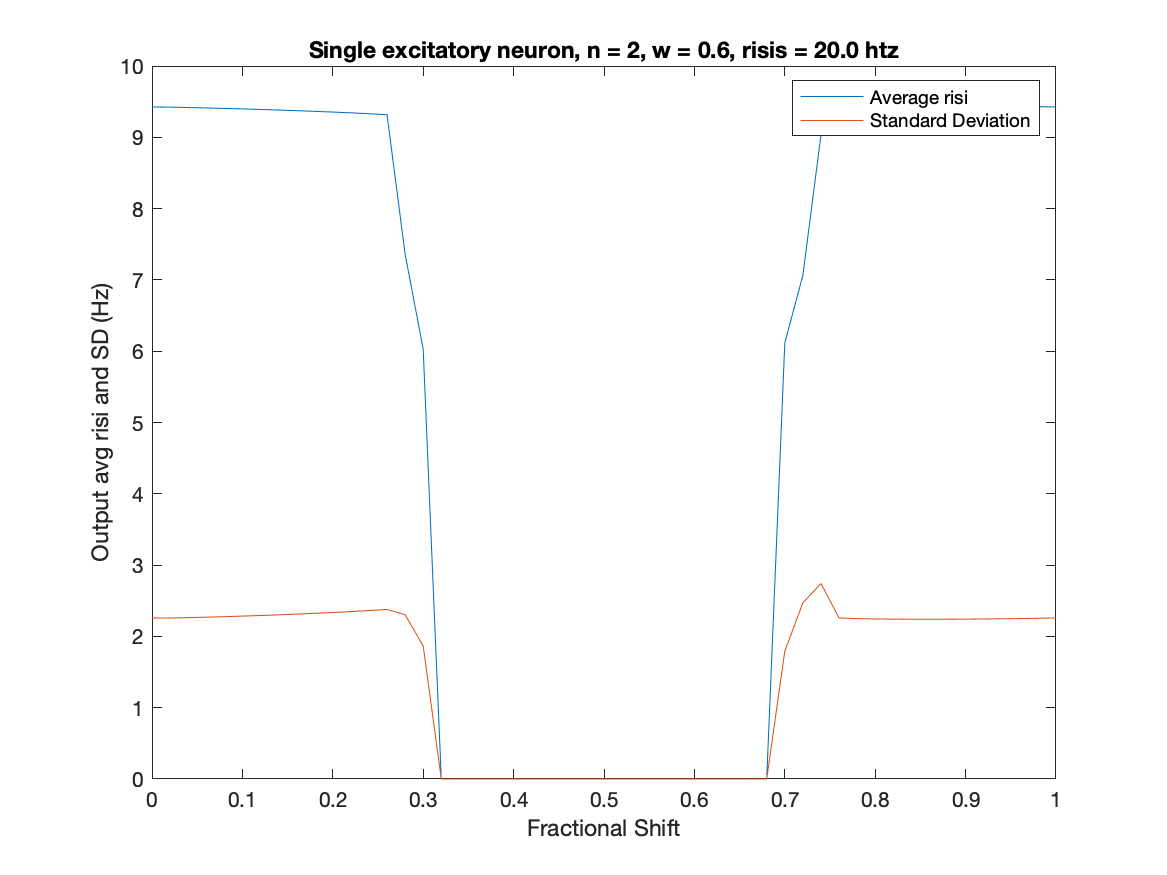 Single excitatory neuron, n = 2, w = 0.6, risis = 20.0 htz
Average risi
Standard Deviation
10
9
8
7
6
5
4
3
2
1
0
Output avg risi and SD (Hz)
0 0.1 0.2 0.3 0.4 0.5 0.6 0.7 0.8 0.9 1
Fractional Shift